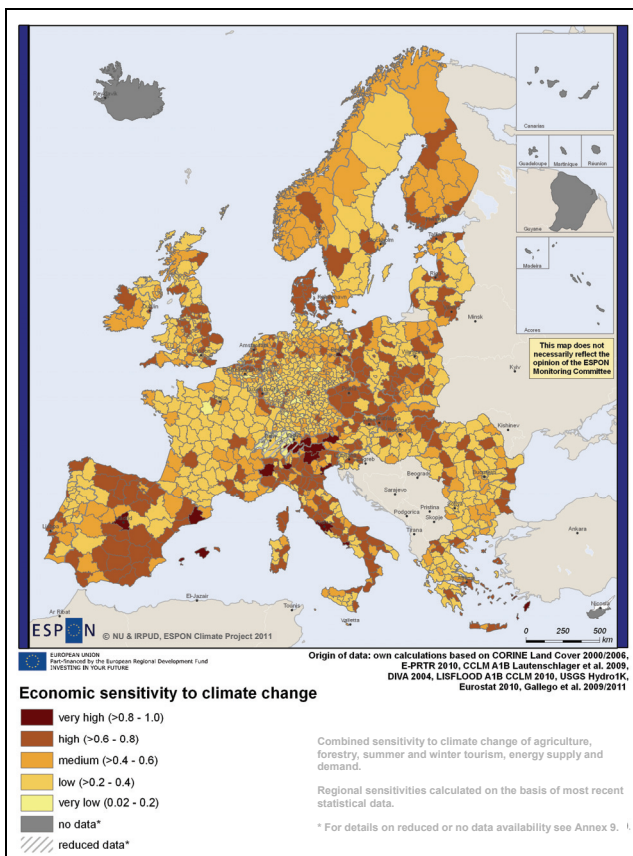 Reykjavik
Canarias
Guadeloupe Martinique Réunion
Guyane
Madeira
Acores
This map does not
necessarily reflect the
opinion of the ESPON
Monitoring Committee
Minsk
Kyiv
Kishinev
Beograd
Sarajevo
Podgorica
Pristina
Skopje
Tirana
Ankara
Nicosia
El-Jazair
Tounis
Valletta
Ar Ribat
0 250 500
km
ESPON
© NU & IRPUD, ESPON Climate Project 2011
EUROPEAN UNION
Part-financed by the European Regional Development Fund
INVESTING IN YOUR FUTURE
Origin of data: own calculations based on CORINE Land Cover 2000/2006,
E-PRTR 2010, CCLM A1B Lautenschlager et al. 2009,
DIVA 2004, LISFLOOD A1B CCLM 2010, USGS Hydro1K,
Eurostat 2010, Gallego et al. 2009/2011
Economic sensitivity to climate change
very high (>0.8 - 1.0)
high (>0.6 - 0.8)
medium (>0.4 - 0.6)
low (>0.2 - 0.4)
very low (0.02 - 0.2)
no data*
reduced data*
Combined sensitivity to climate change of agriculture,
forestry, summer and winter tourism, energy supply and
demand.
Regional sensitivities calculated on the basis of most recent
statistical data.
* For details on reduced or no data availability see Annex 9.